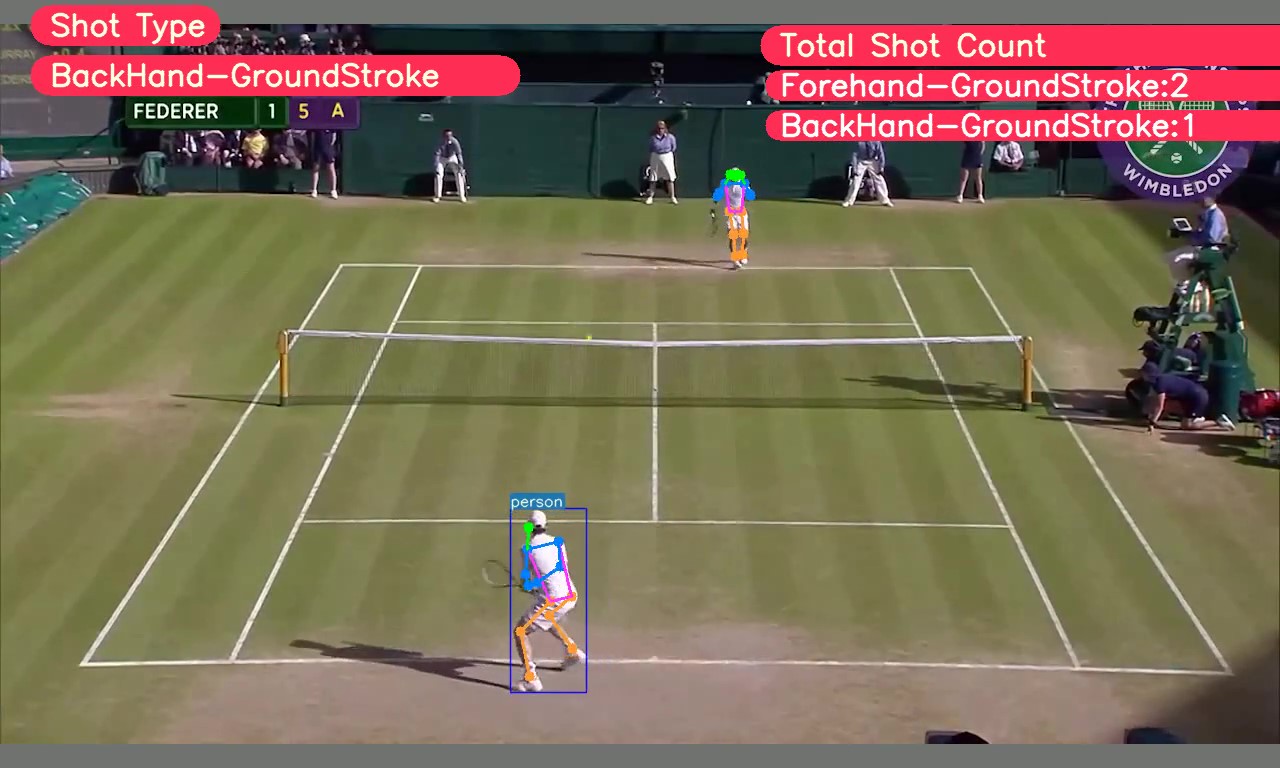 Shot Type
BackHand-GroundStroke
FEDERER 1 5 A
Total Shot Count
Forehand-GroundStroke:2
BackHand-GroundStroke:1
WIMBLEDON
person